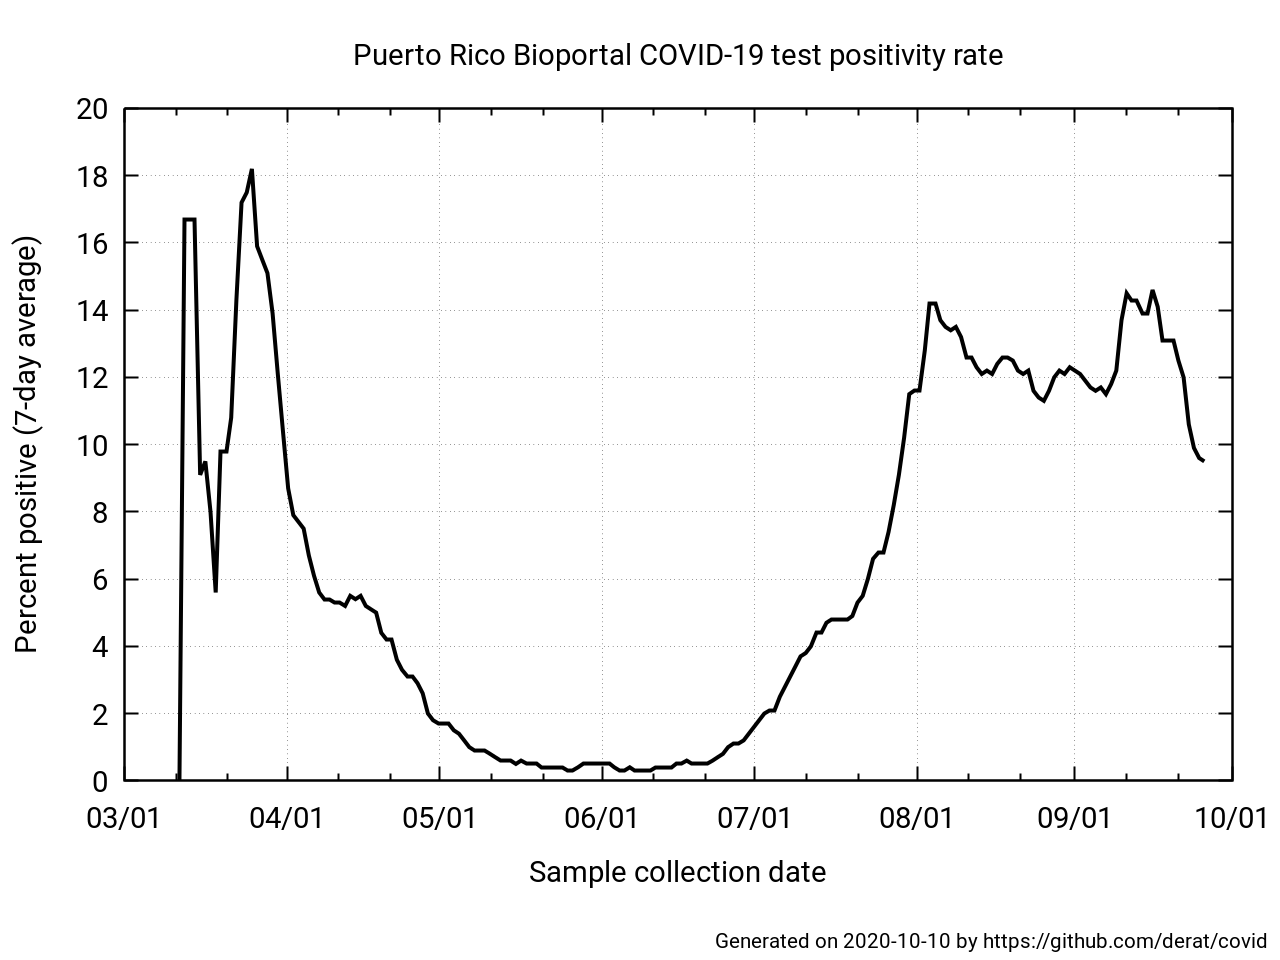 Puerto Rico Bioportal COVID-19 test positivity rate
20
18
16
14
12
10
8
6
4
2
0
Percent positive (7-day average)
03/01 04/01 05/01 06/01 07/01 08/01 09/01 10/01
Sample collection date
Generated on 2020-10-10 by https://github.com/derat/covid